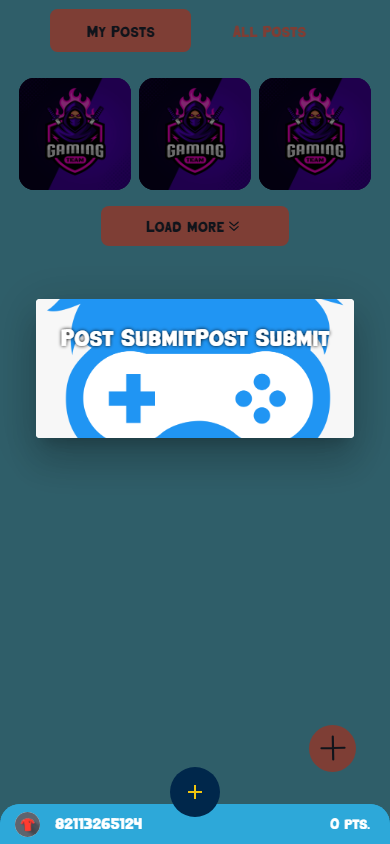 My Posts
All Posts
GAMING
TEAM
GAMING
TEAM
GAMING
TEAM
Load more
Post SubmitPost Submit
82113265124
0 pts.